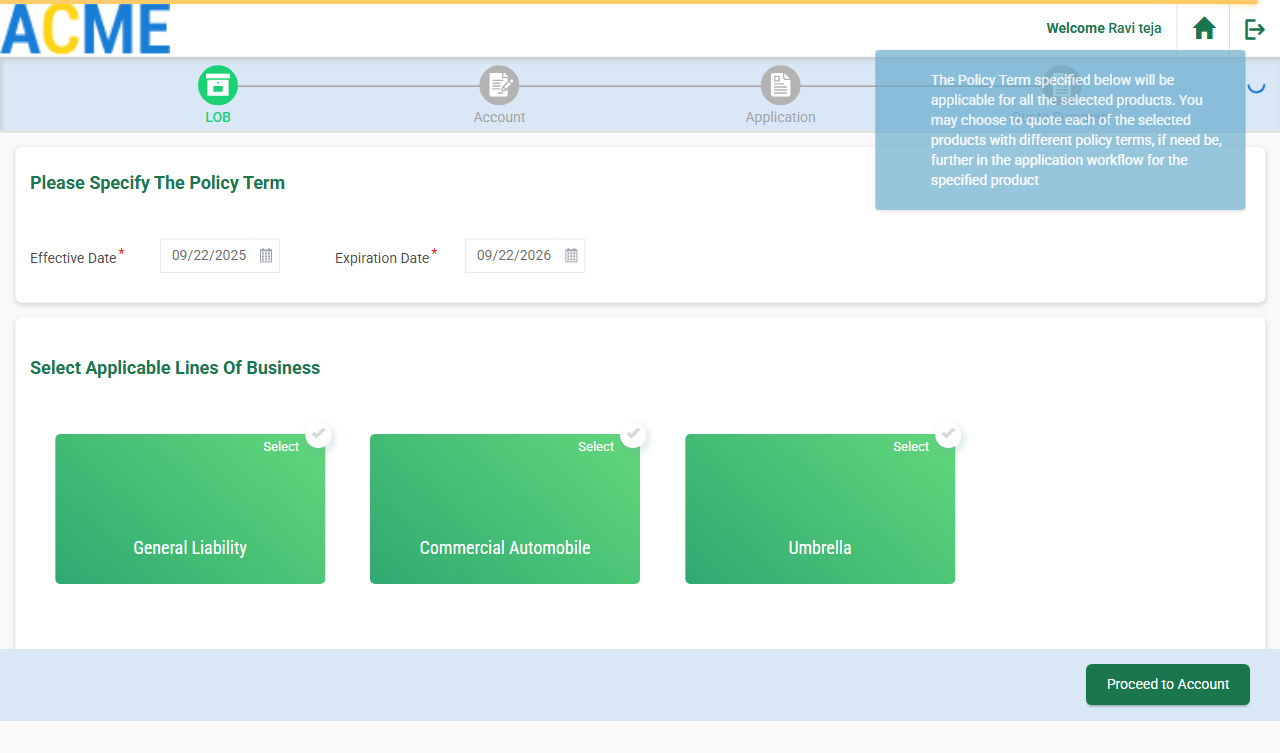 ACME
Welcome Ravi teja
LOB
Account
Application
The Policy Term specified below will be
applicable for all the selected products. You
may choose to quote each of the selected
products with different policy terms, if need be,
further in the application workflow for the
specified product
Please Specify The Policy Term
Effective Date*
09/22/2025
Expiration Date*
09/22/2026
Select Applicable Lines Of Business
Select
Select
Select
General Liability
Commercial Automobile
Umbrella
Proceed to Account